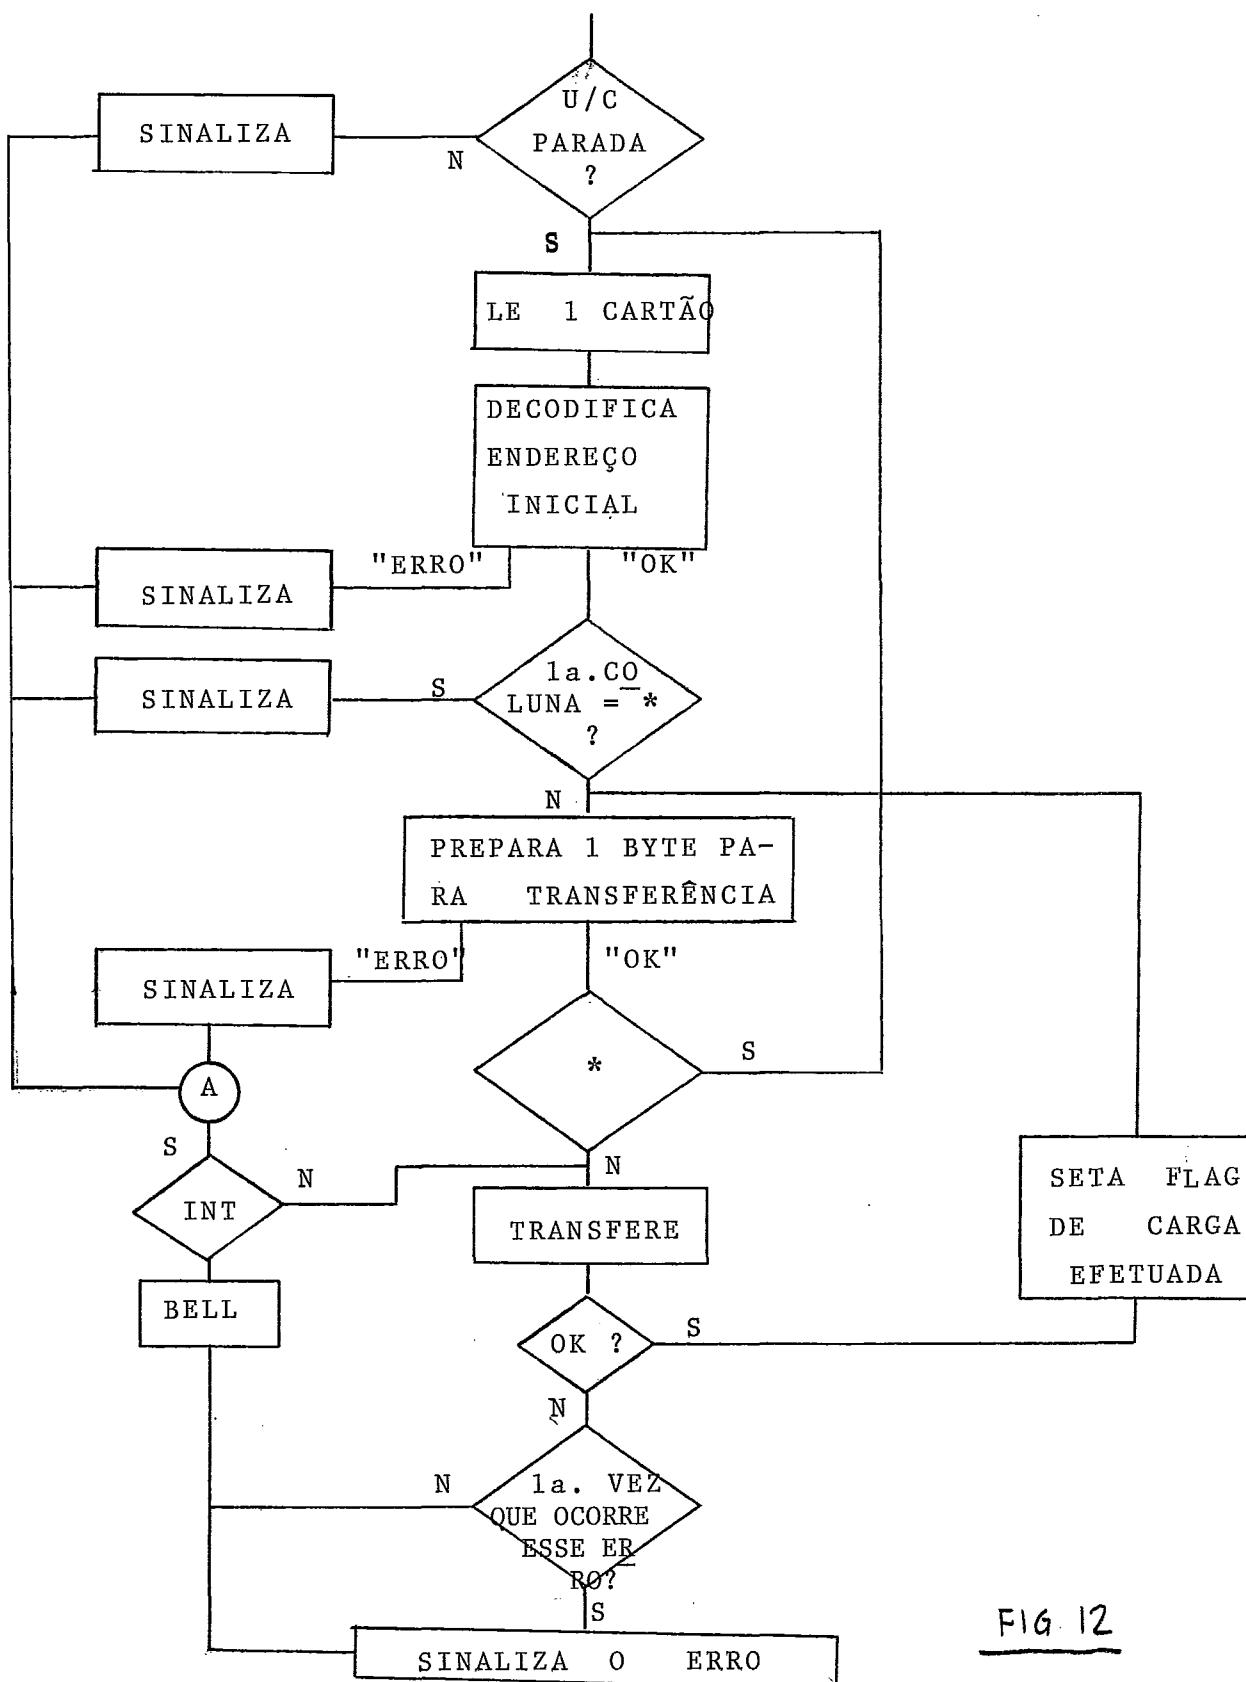 U/C
PARADA
?
SINALIZA
N
S
LE 1 CARTÃO
DECODIFICA
ENDEREÇO
INICIAL
"ERRO"
"OK"
SINALIZA
1a.CO
LUNA = *
?
S
SINALIZA
N
PREPARA 1 BYTE PA-
RA TRANSFERÊNCIA
"ERRO"
"OK"
SINALIZA
*
S
A
S
N
N
INT
TRANSFERE
SETA FLAG
DE CARGA
EFETUADA
BELL
OK ?
S
N
N
1a. VEZ
QUE OCORRE
ESSE ER
RO?
S
SINALIZA O ERRO
FIG. 12